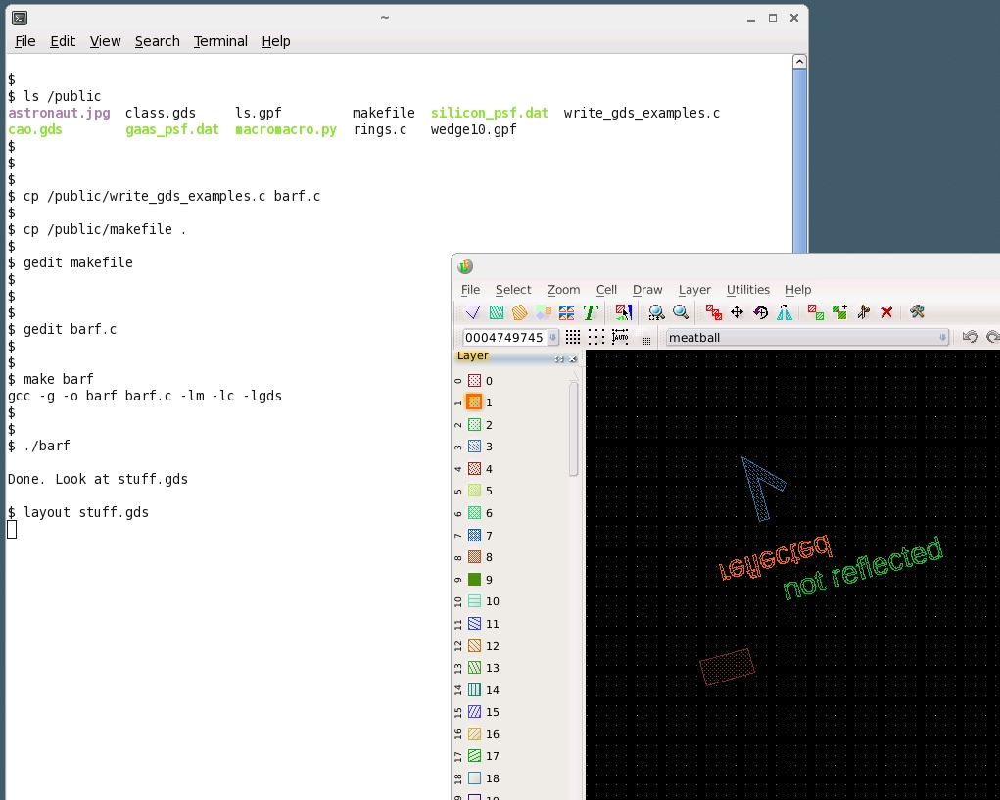 ~
File Edit View Search Terminal Help
$
$ ls /public
astronaut.jpg class.gds ls.gpf makefile silicon_psf.dat write_gds_examples.c
cao.gds gaas_psf.dat macromacro.py rings.c wedge10.gpf
$
$
$
$ cp /public/write_gds_examples.c barf.c
$
$ cp /public/makefile .
$
$ gedit makefile
$
$
$
$ gedit barf.c
$
$
$ make barf
gcc -g -o barf barf.c -lm -lc -lgds
$
$
$ ./barf
Done. Look at stuff.gds
$ layout stuff.gds
File Select Zoom Cell Draw Layer Utilities Help
0004749745 AUTO meatball
Layer
0 0
1 1
2 2
3 3
4 4
5 5
6 6
7 7
8 8
9 9
10 10
11 11
12 12
13 13
14 14
15 15
16 16
17 17
18 18
reflected
not reflected